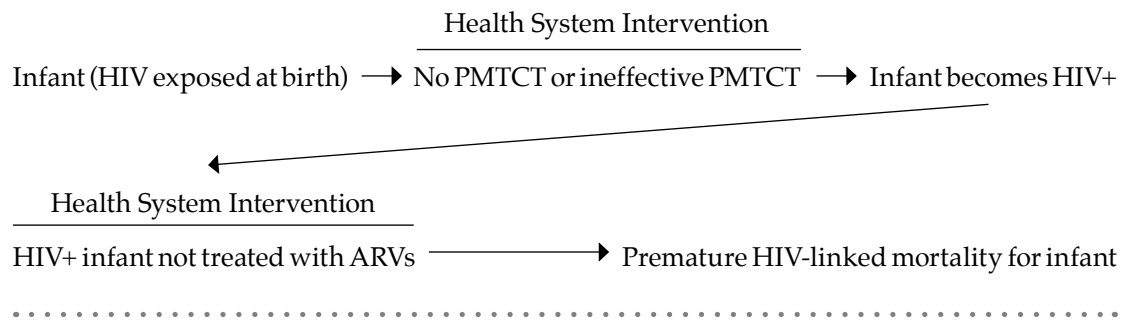 Health System Intervention
Infant (HIV exposed at birth) → No PMTCT or ineffective PMTCT → Infant becomes HIV+
Health System Intervention
HIV+ infant not treated with ARVs → Premature HIV-linked mortality for infant